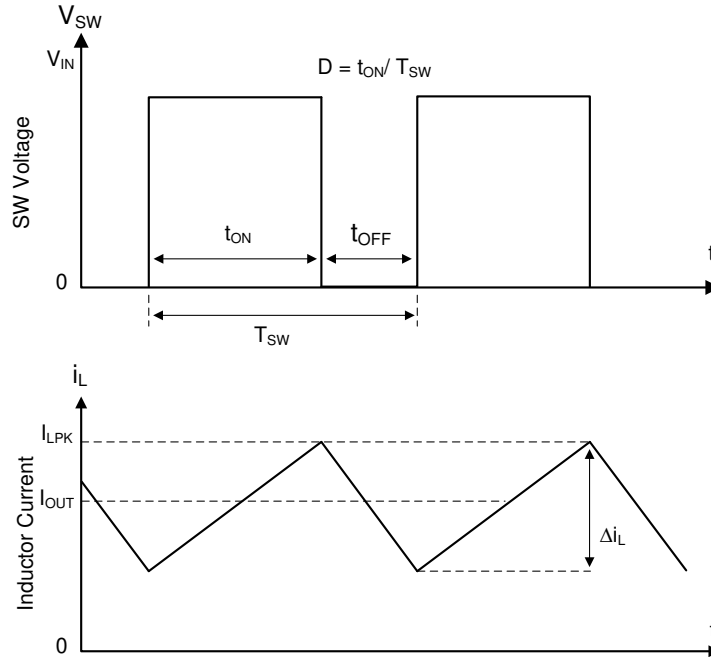 V_SW
V_IN
D = t_ON/ T_SW
SW Voltage
t_ON
t_OFF
t
0
T_SW
i_L
I_LPK
I_OUT
Inductor Current
Δi_L
0